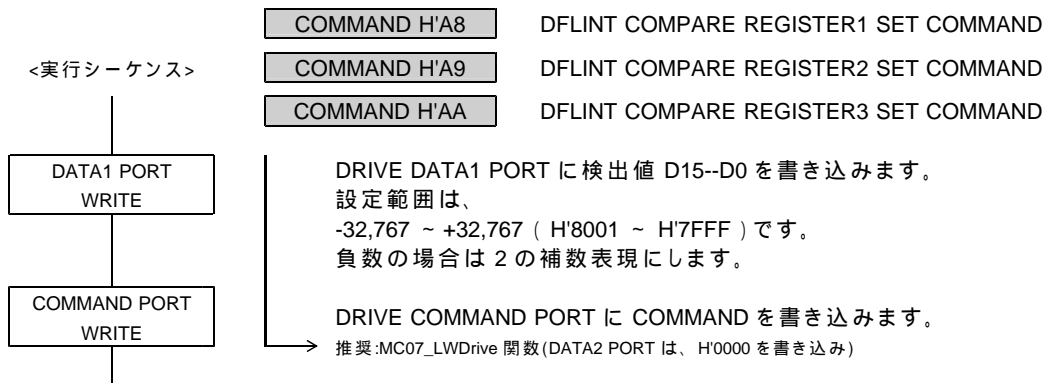 COMMAND H'A8 DFLINT COMPARE REGISTER1 SET COMMAND
<実行シーケンス> COMMAND H'A9 DFLINT COMPARE REGISTER2 SET COMMAND
COMMAND H'AA DFLINT COMPARE REGISTER3 SET COMMAND
DATA1 PORT
WRITE
DRIVE DATA1 PORT に検出値 D15--D0 を書き込みます。
設定範囲は、
-32,767 ~ +32,767 ( H'8001 ~ H'7FFF ) です。
負数の場合は 2 の補数表現にします。
COMMAND PORT
WRITE
DRIVE COMMAND PORT に COMMAND を書き込みます。
推奨:MC07_LWDrive 関数(DATA2 PORT は、H'0000 を書き込み)